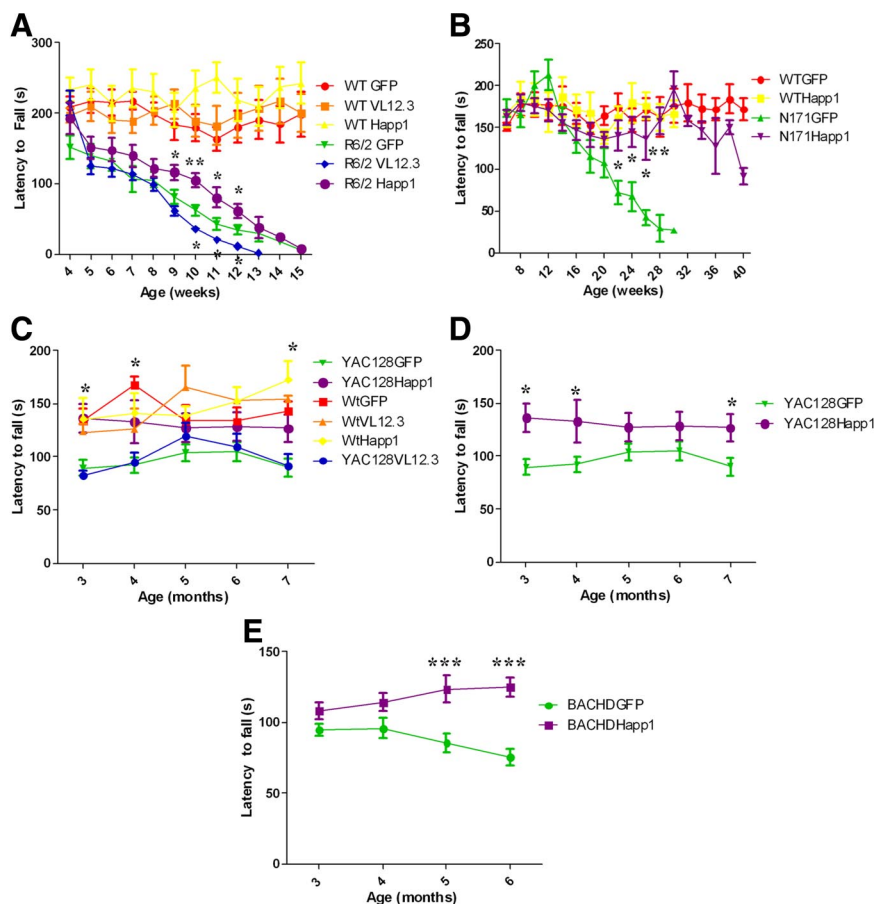 A
Latency to Fall (s)
300
200
100
0
4 5 6 7 8 9 10 11 12 13 14 15
Age (weeks)
* ** * *
* * *
WT GFP
WT VL12.3
WT Happ1
R6/2 GFP
R6/2 VL12.3
R6/2 Happ1
B
Latency to fall (s)
250
200
150
100
50
0
8 12 16 20 24 28 32 36 40
Age (weeks)
* * * **
WTGFP
WTHapp1
N171GFP
N171Happ1
C
Latency to fall (s)
200
150
100
50
0
3 4 5 6 7
Age (months)
* * *
YAC128GFP
YAC128Happ1
WtGFP
WtVL12.3
WtHapp1
YAC128VL12.3
D
Latency to fall (s)
200
150
100
50
0
3 4 5 6 7
Age (months)
* * *
YAC128GFP
YAC128Happ1
E
Latency to fall (s)
150
100
50
0
3 4 5 6
Age (months)
*** ***
BACHDGFP
BACHDHapp1